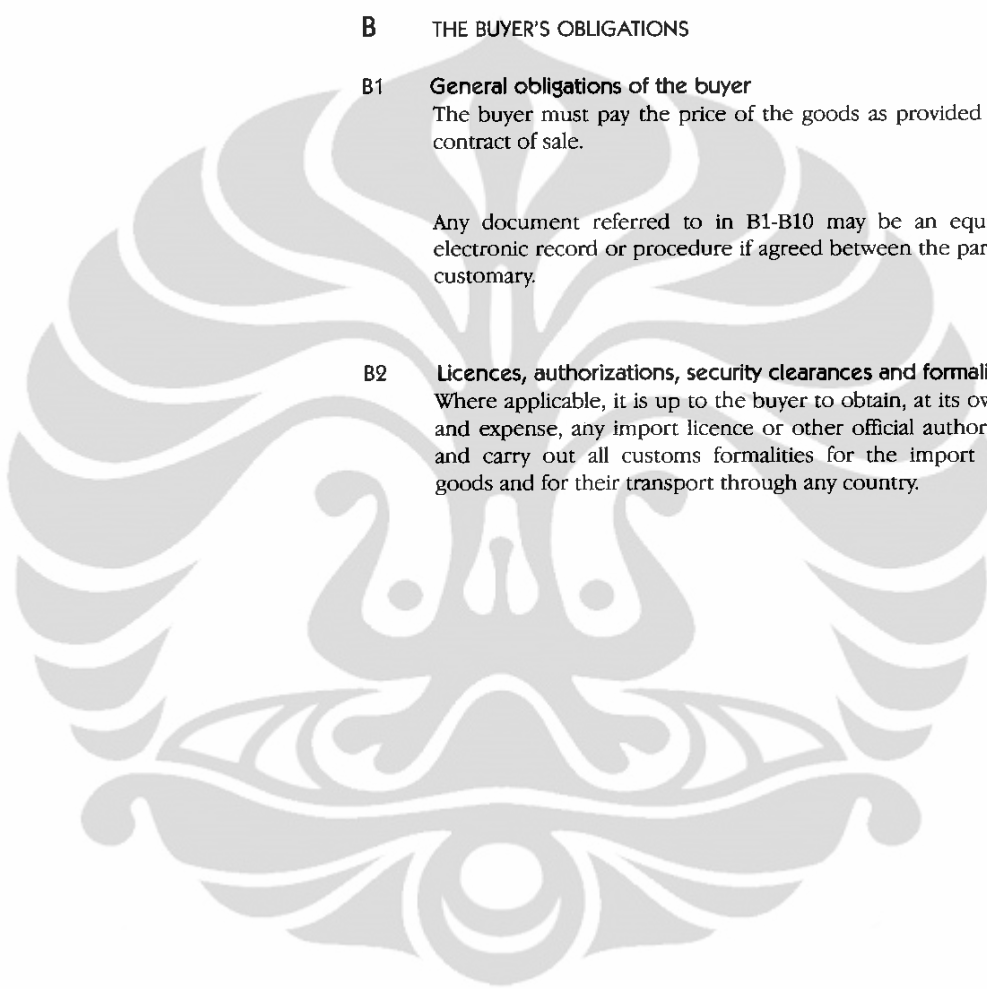 B THE BUYER'S OBLIGATIONS
B1 General obligations of the buyer
The buyer must pay the price of the goods as provided
contract of sale.
Any document referred to in B1-B10 may be an equ
electronic record or procedure if agreed between the par
customary.
B2 Licences, authorizations, security clearances and formali
Where applicable, it is up to the buyer to obtain, at its ow
and expense, any import licence or other official author
and carry out all customs formalities for the import
goods and for their transport through any country.